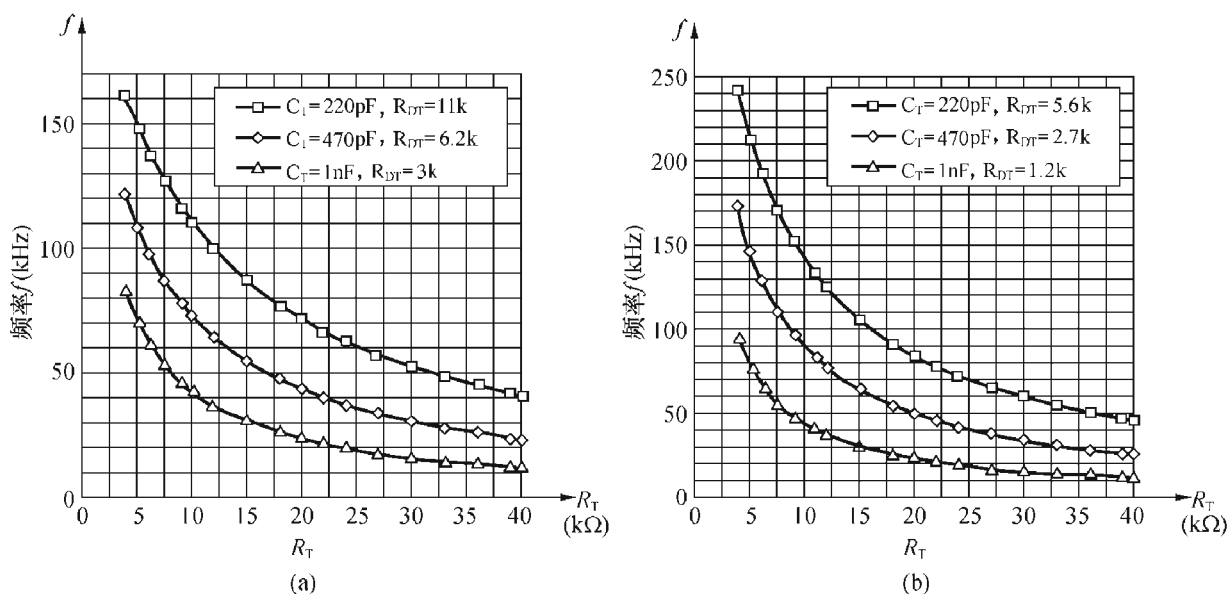 f
150
100
50
0
频率f(kHz)
C₁=220pF, R_DT=11k
C₁=470pF, R_DT=6.2k
C_T=1nF, R_DT=3k
0 5 10 15 20 25 30 35 40
R_T
(kΩ)
R_T
(a)
f
250
200
150
100
50
0
频率f(kHz)
C_T=220pF, R_DT=5.6k
C_T=470pF, R_DT=2.7k
C_T=1nF, R_DT=1.2k
0 5 10 15 20 25 30 35 40
R_T
(kΩ)
R_T
(b)